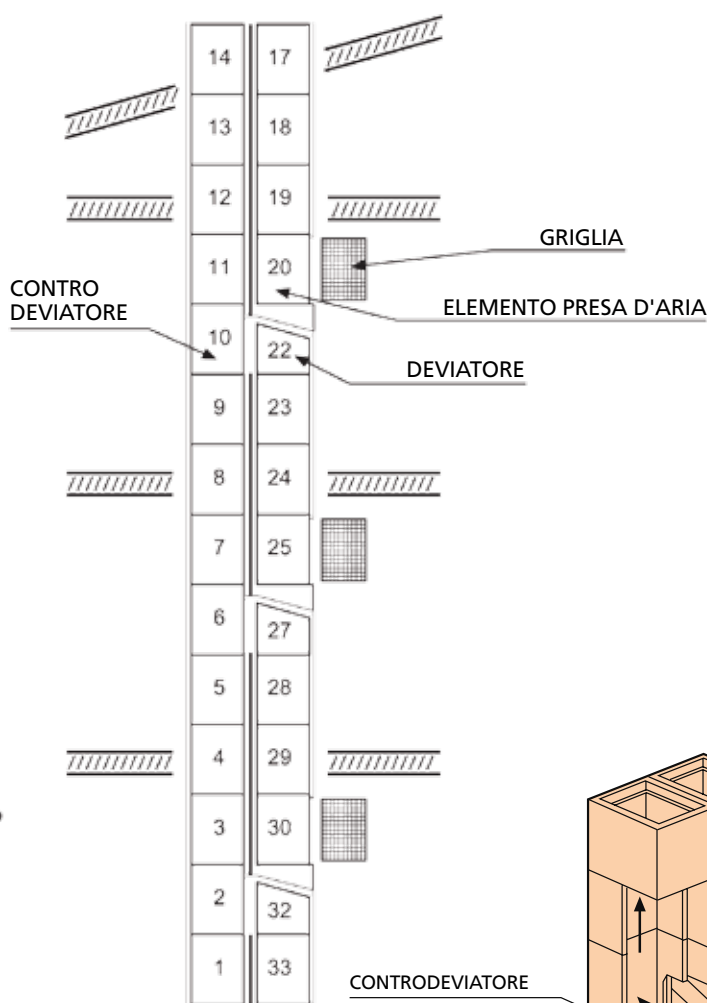 14 17
13 18
12 19
GRIGLIA
11 20
CONTRO
DEVIATORE
ELEMENTO PRESA D'ARIA
10 22
DEVIATORE
9 23
8 24
7 25
6 27
5 28
4 29
3 30
2 32
1 33
CONTRODEVIATORE